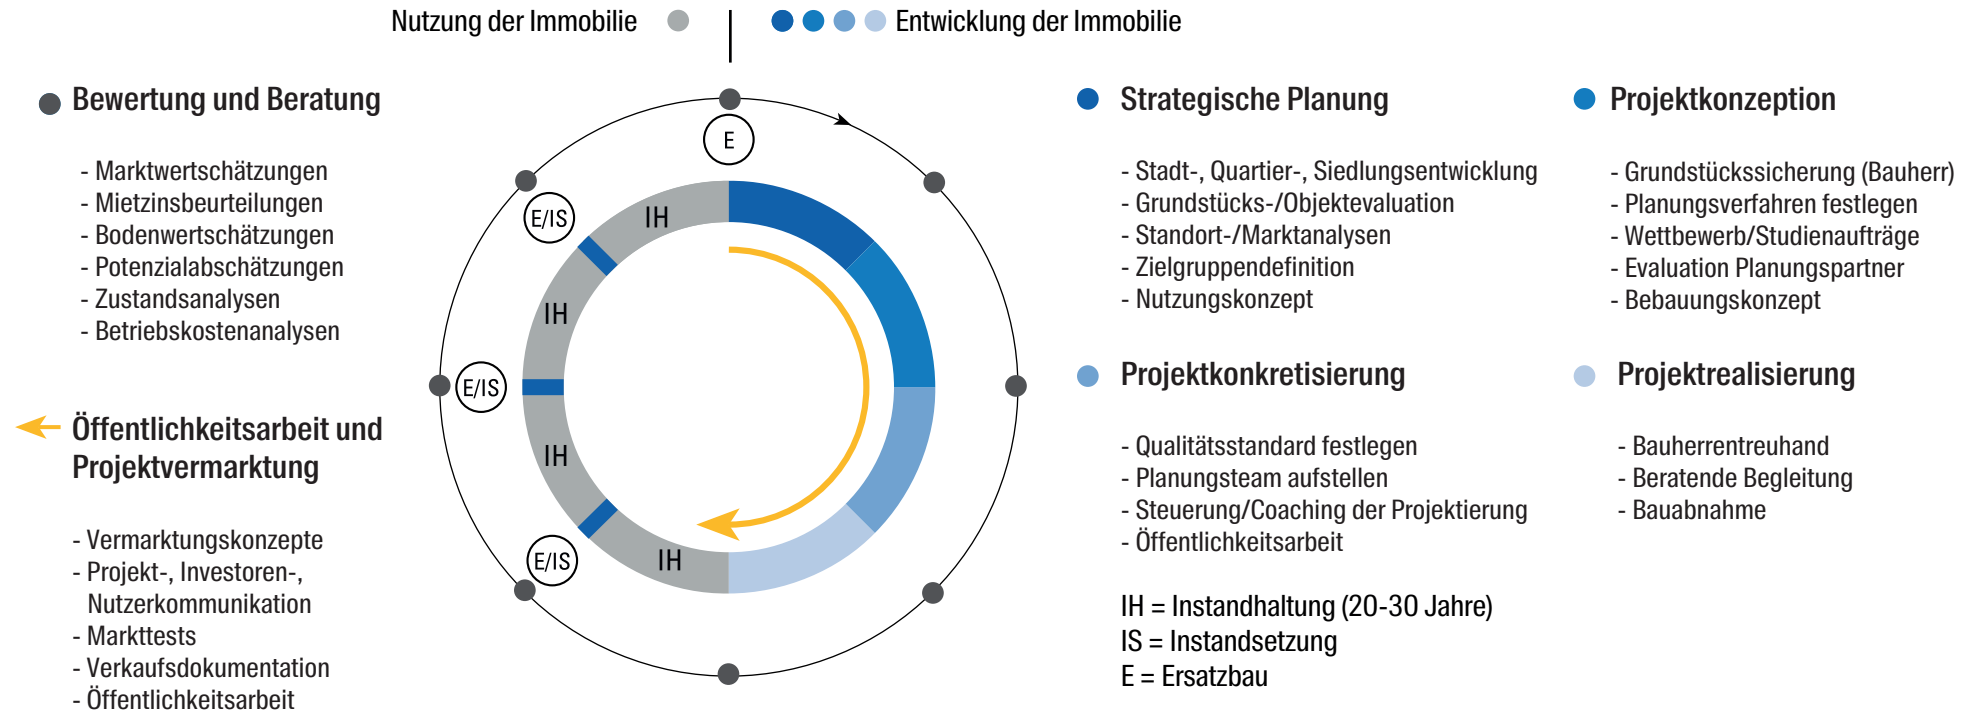 Nutzung der Immobilie
Entwicklung der Immobilie
Bewertung und Beratung
- Marktwertschätzungen
- Mietzinsbeurteilungen
- Bodenwertschätzungen
- Potenzialabschätzungen
- Zustandsanalysen
- Betriebskostenanalysen
Öffentlichkeitsarbeit und
Projektvermarktung
- Vermarktungskonzepte
- Projekt-, Investoren-,
Nutzerkommunikation
- Markttests
- Verkaufsdokumentation
- Öffentlichkeitsarbeit
E
E/IS
IH
IH
E/IS
IH
E/IS
IH
Strategische Planung
- Stadt-, Quartier-, Siedlungsentwicklung
- Grundstücks-/Objektevaluation
- Standort-/Marktanalysen
- Zielgruppendefinition
- Nutzungskonzept
Projektkonzeption
- Grundstückssicherung (Bauherr)
- Planungsverfahren festlegen
- Wettbewerb/Studienaufträge
- Evaluation Planungspartner
- Bebauungskonzept
Projektkonkretisierung
- Qualitätsstandard festlegen
- Planungsteam aufstellen
- Steuerung/Coaching der Projektierung
- Öffentlichkeitsarbeit
Projektrealisierung
- Bauherrentreuhand
- Beratende Begleitung
- Bauabnahme
IH = Instandhaltung (20-30 Jahre)
IS = Instandsetzung
E = Ersatzbau